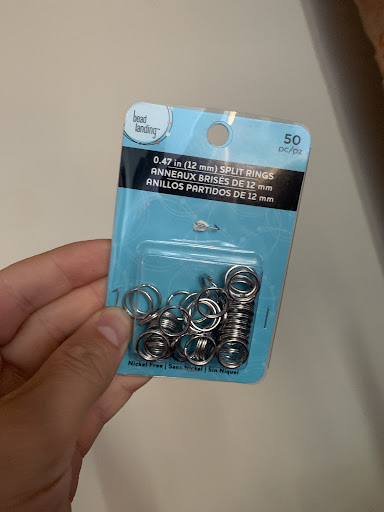 bead
landing™
50
pc/pz
0.47 in (12 mm) SPLIT RINGS
ANNEAUX BRISÉS DE 12 mm
ANILLOS PARTIDOS DE 12 mm
Nickel-Free | Sans Nickel | Sin Níquel